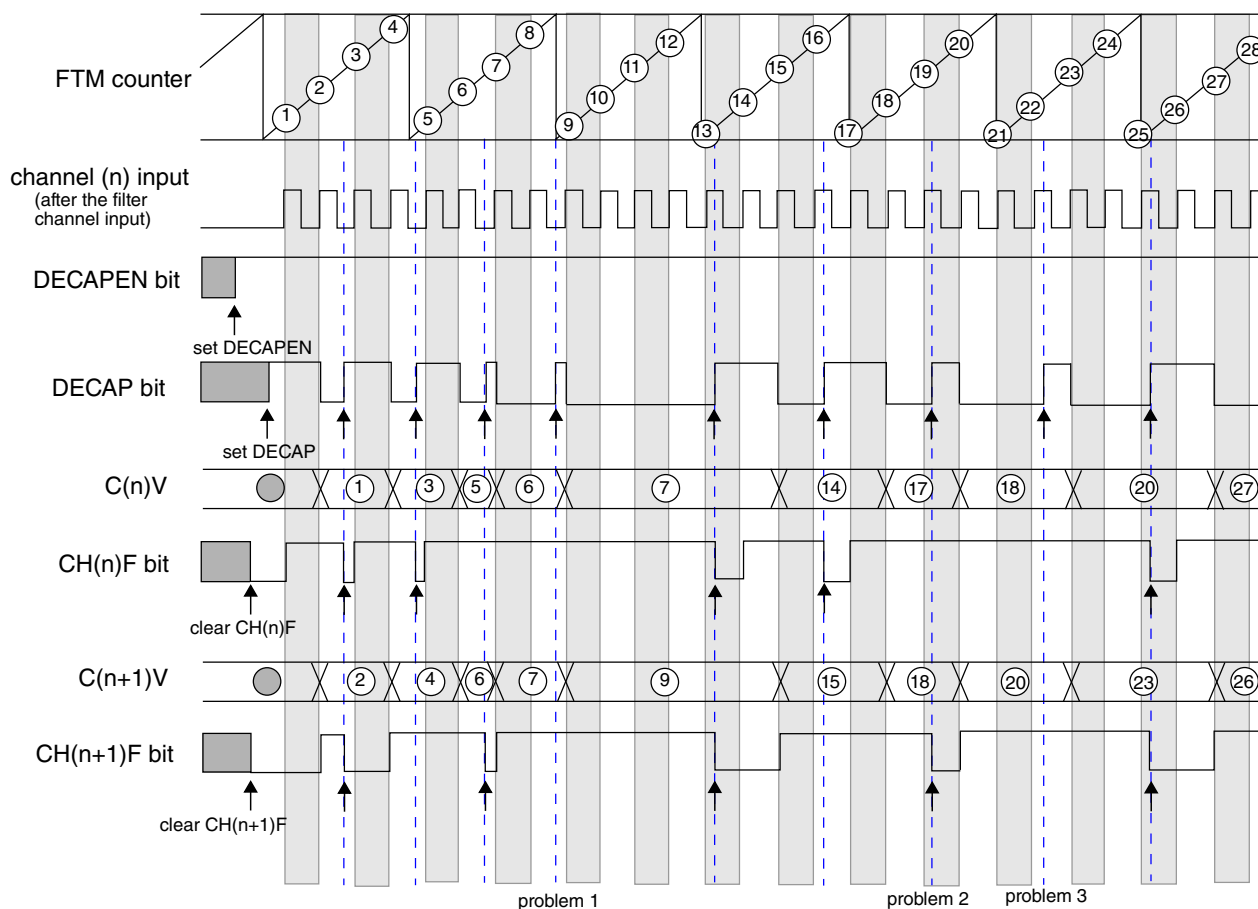 4 8 12 16 20 24 28
3 7 11 15 19 23 27
FTM counter
2 6 10 14 18 22 26
1 5 9 13 17 21 25
channel (n) input
(after the filter
channel input)
DECAPEN bit
set DECAPEN
DECAP bit
set DECAP
C(n)V 1 3 5 6 7 14 17 18 20 27
CH(n)F bit
clear CH(n)F
C(n+1)V 2 4 6 7 9 15 18 20 23 26
CH(n+1)F bit
clear CH(n+1)F
problem 1 problem 2 problem 3